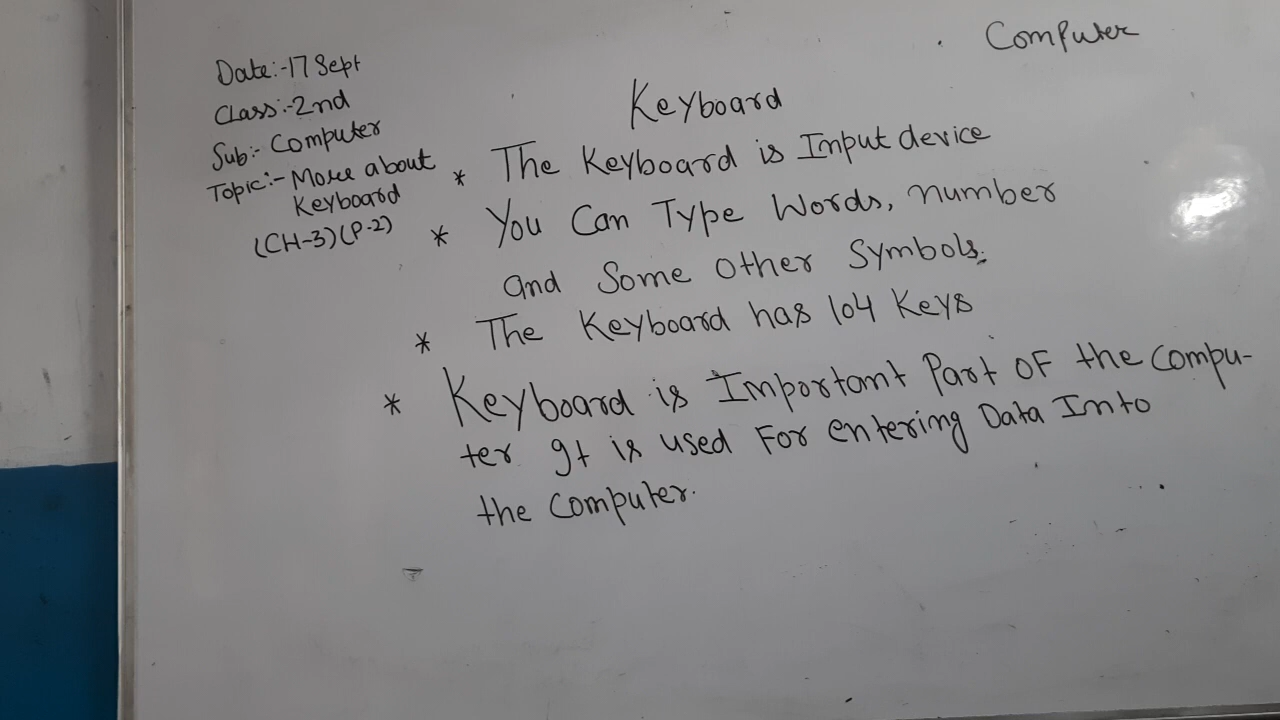 Computer
Date:-17 Sept
Class:-2nd
Sub:- Computer
Topic:- More about
Keyboard
(CH-3)(P-2)
Keyboard
* The Keyboard is Input device
* You Can Type Words, number
and Some Other Symbols.
* The Keyboard has 104 Keys
* Keyboard is Important Part OF the Compu-
ter It is used For entering Data Into
the Computer.